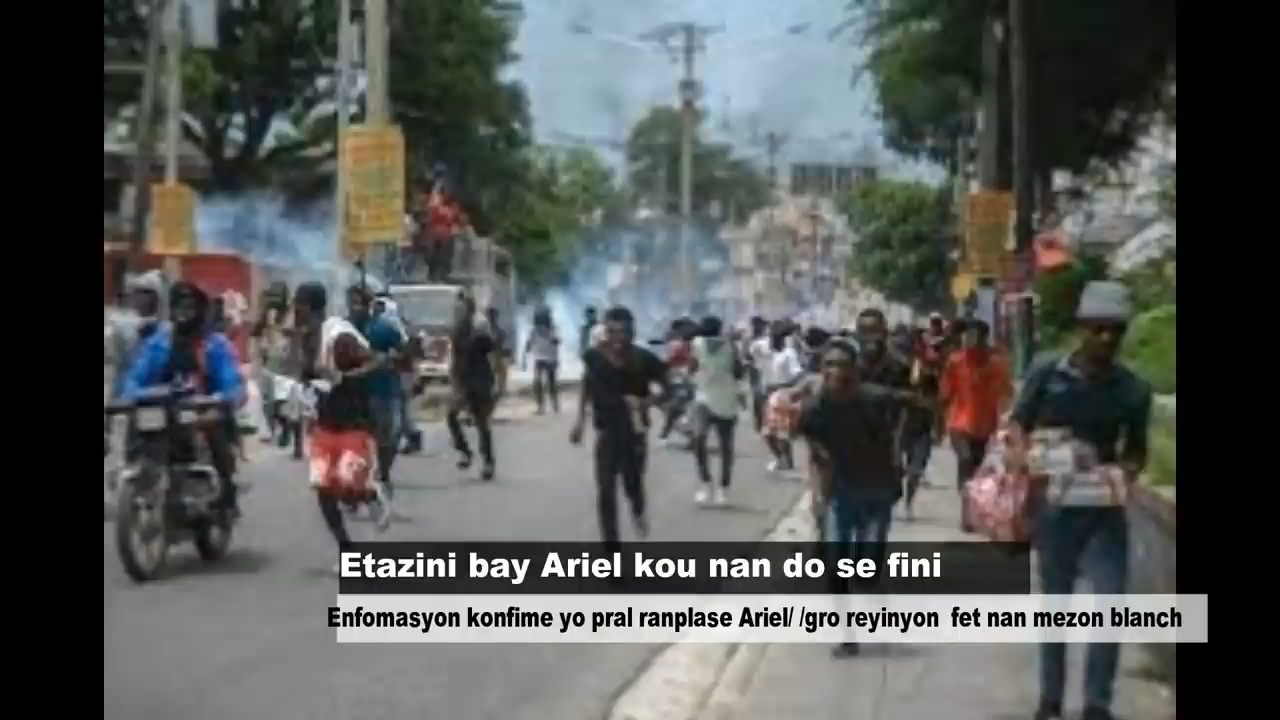 Etazini bay Ariel kou nan do se fini
Enfomasyon konfime yo pral ranplase Ariel/ /gro reyinyon fet nan mezon blanch